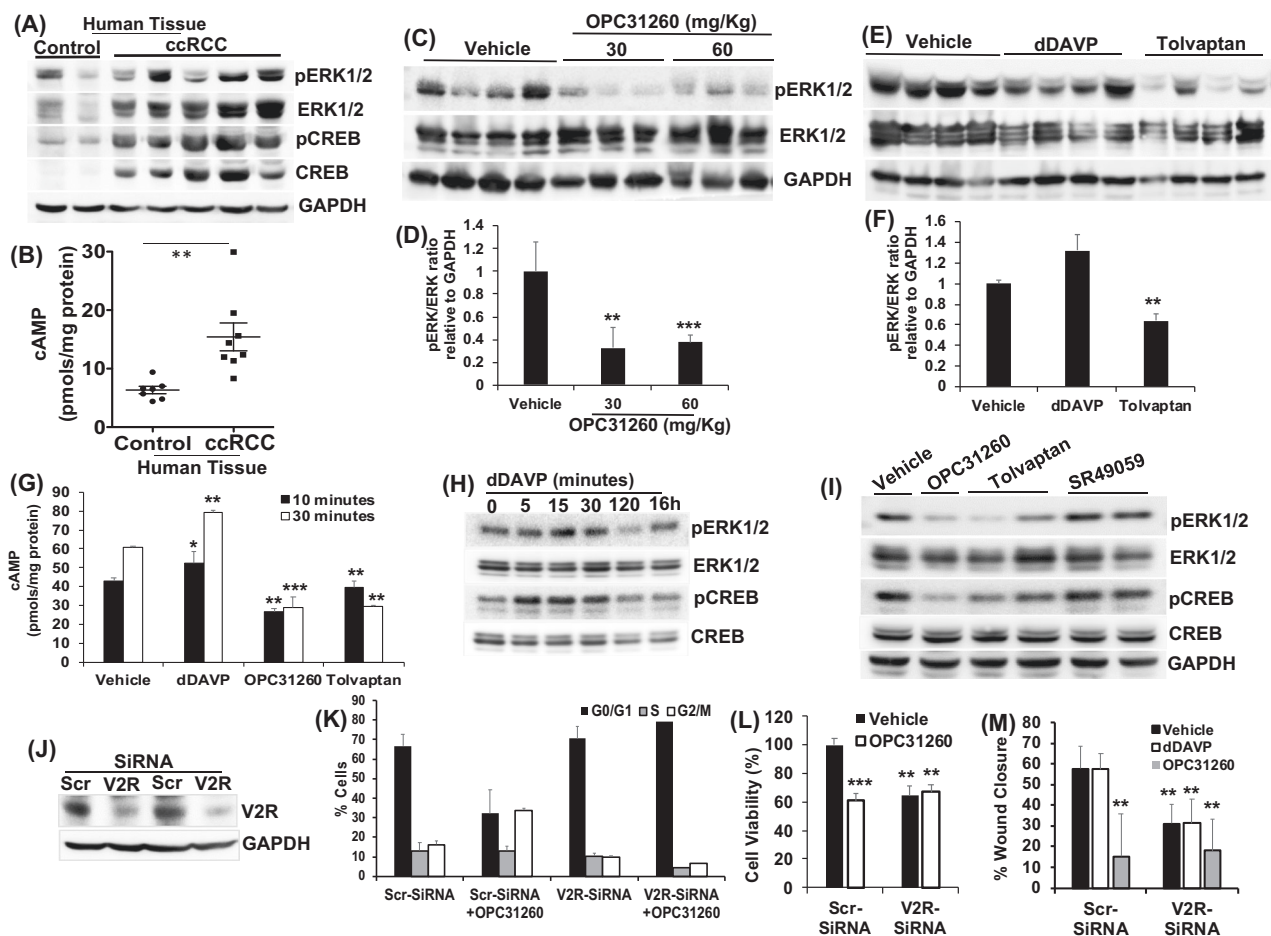 (A)
Human Tissue
Control ccRCC
pERK1/2
ERK1/2
pCREB
CREB
GAPDH
(B)
cAMP
(pmols/mg protein)
30
20
10
0
**
Control ccRCC
Human Tissue
(C)
OPC31260 (mg/Kg)
Vehicle 30 60
pERK1/2
ERK1/2
GAPDH
(D)
pERK/ERK ratio
relative to GAPDH
1.4
1.2
1
0.8
0.6
0.4
0.2
0
** ***
Vehicle 30 60
OPC31260 (mg/Kg)
(E)
Vehicle dDAVP Tolvaptan
pERK1/2
ERK1/2
GAPDH
(F)
pERK/ERK ratio
relative to GAPDH
1.6
1.4
1.2
1
0.8
0.6
0.4
0.2
0
**
Vehicle dDAVP Tolvaptan
(G)
cAMP
(pmols/mg protein)
90
80
70
60
50
40
30
20
10
0
10 minutes
30 minutes
* ** ** *** ** **
Vehicle dDAVP OPC31260 Tolvaptan
(H)
dDAVP (minutes)
0 5 15 30 120 16h
pERK1/2
ERK1/2
pCREB
CREB
(I)
Vehicle OPC31260 Tolvaptan SR49059
pERK1/2
ERK1/2
pCREB
CREB
GAPDH
(J)
SiRNA
Scr V2R Scr V2R
V2R
GAPDH
(K)
% Cells
80
70
60
50
40
30
20
10
0
G0/G1 S G2/M
Scr-SiRNA Scr-SiRNA V2R-SiRNA V2R-SiRNA
+OPC31260 +OPC31260
(L)
Cell Viability (%)
120
100
80
60
40
20
0
Vehicle
OPC31260
*** ** **
Scr- V2R-
SiRNA SiRNA
(M)
% Wound Closure
80
70
60
50
40
30
20
10
0
Vehicle
dDAVP
OPC31260
** ** ** **
Scr- V2R-
SiRNA SiRNA